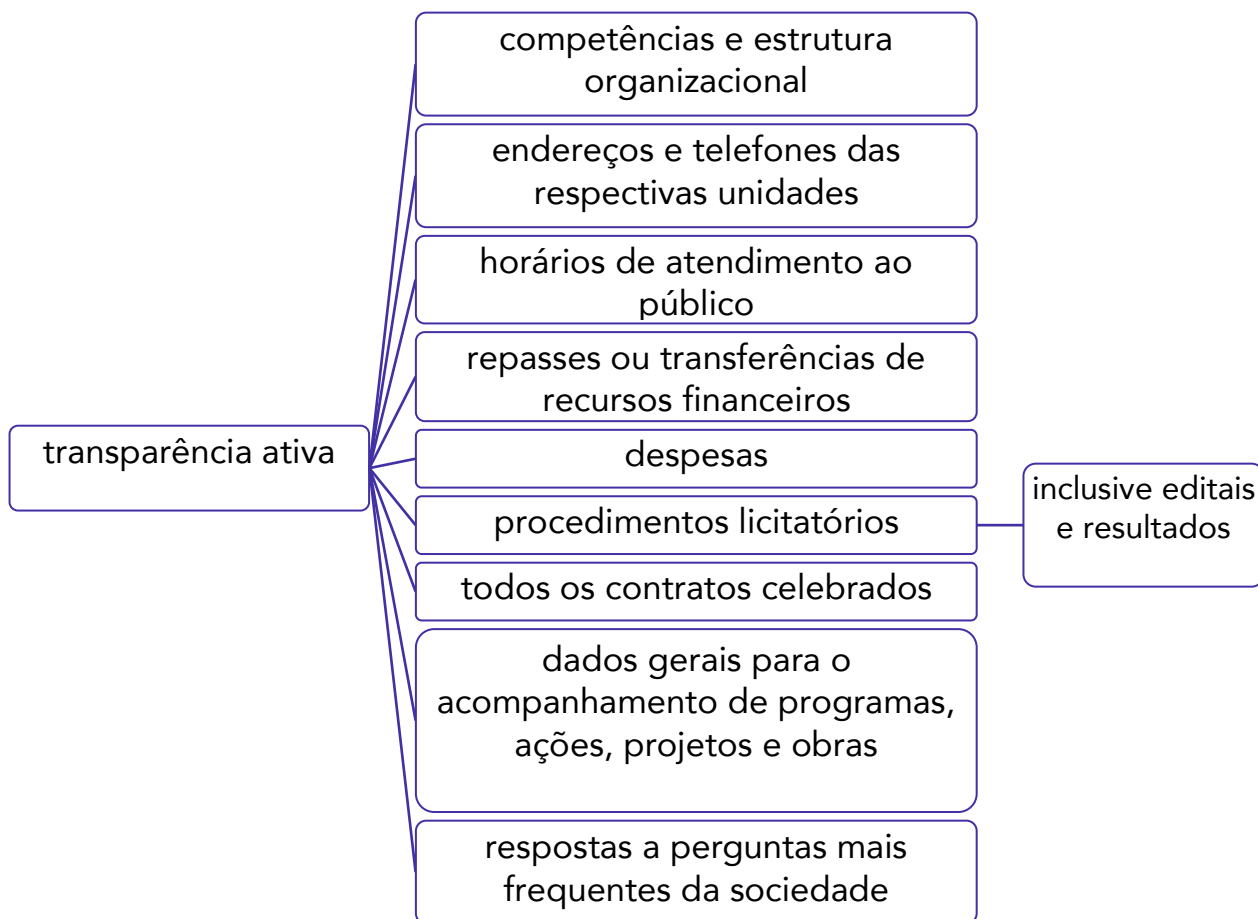 transparência ativa
competências e estrutura
organizacional
endereços e telefones das
respectivas unidades
horários de atendimento ao
público
repasses ou transferências de
recursos financeiros
despesas
procedimentos licitatórios
inclusive editais
e resultados
todos os contratos celebrados
dados gerais para o
acompanhamento de programas,
ações, projetos e obras
respostas a perguntas mais
frequentes da sociedade